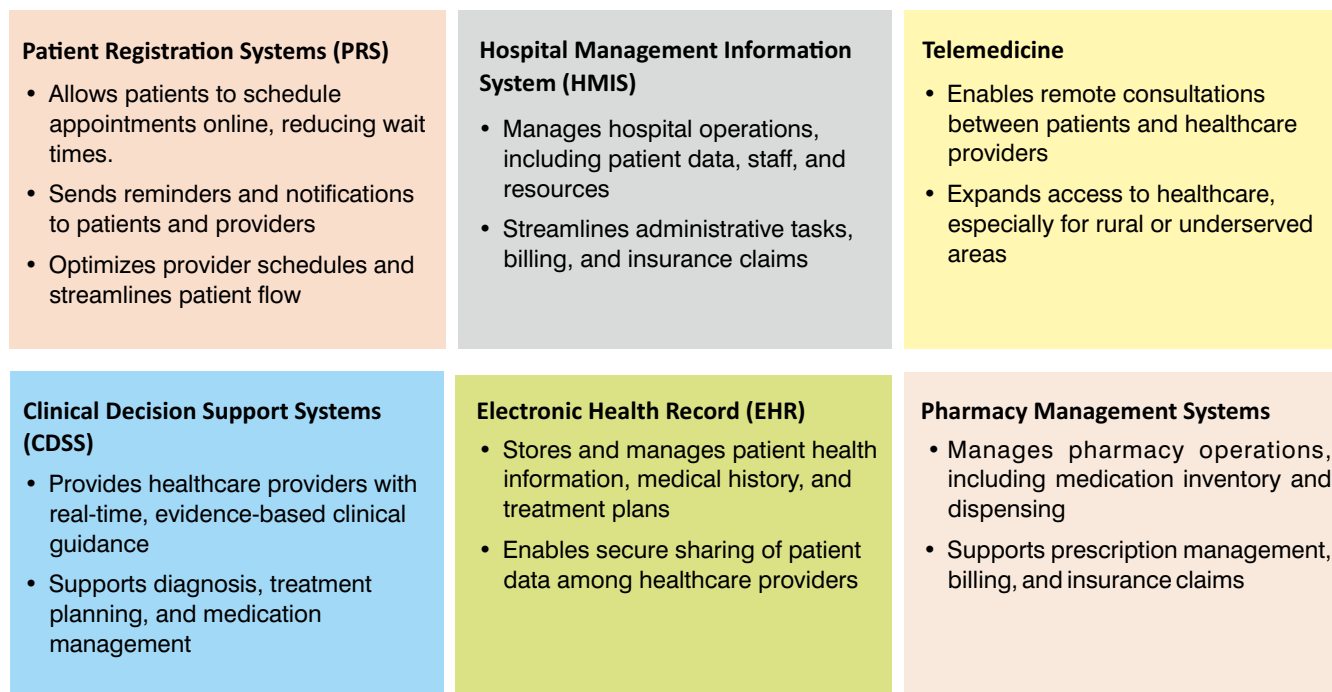 Patient Registration Systems (PRS)
• Allows patients to schedule
appointments online, reducing wait
times.
• Sends reminders and notifications
to patients and providers
• Optimizes provider schedules and
streamlines patient flow
Hospital Management Information
System (HMIS)
• Manages hospital operations,
including patient data, staff, and
resources
• Streamlines administrative tasks,
billing, and insurance claims
Telemedicine
• Enables remote consultations
between patients and healthcare
providers
• Expands access to healthcare,
especially for rural or underserved
areas
Clinical Decision Support Systems
(CDSS)
• Provides healthcare providers with
real-time, evidence-based clinical
guidance
• Supports diagnosis, treatment
planning, and medication
management
Electronic Health Record (EHR)
• Stores and manages patient health
information, medical history, and
treatment plans
• Enables secure sharing of patient
data among healthcare providers
Pharmacy Management Systems
• Manages pharmacy operations,
including medication inventory and
dispensing
• Supports prescription management,
billing, and insurance claims